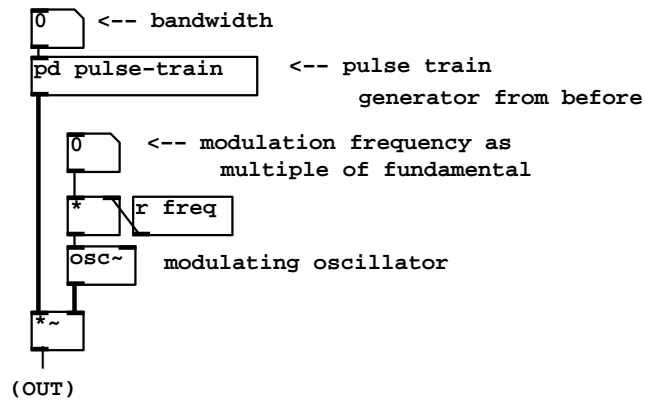 0 <-- bandwidth
pd pulse-train <-- pulse train
generator from before
0 <-- modulation frequency as
multiple of fundamental
* r freq
osc~ modulating oscillator
*~
(OUT)